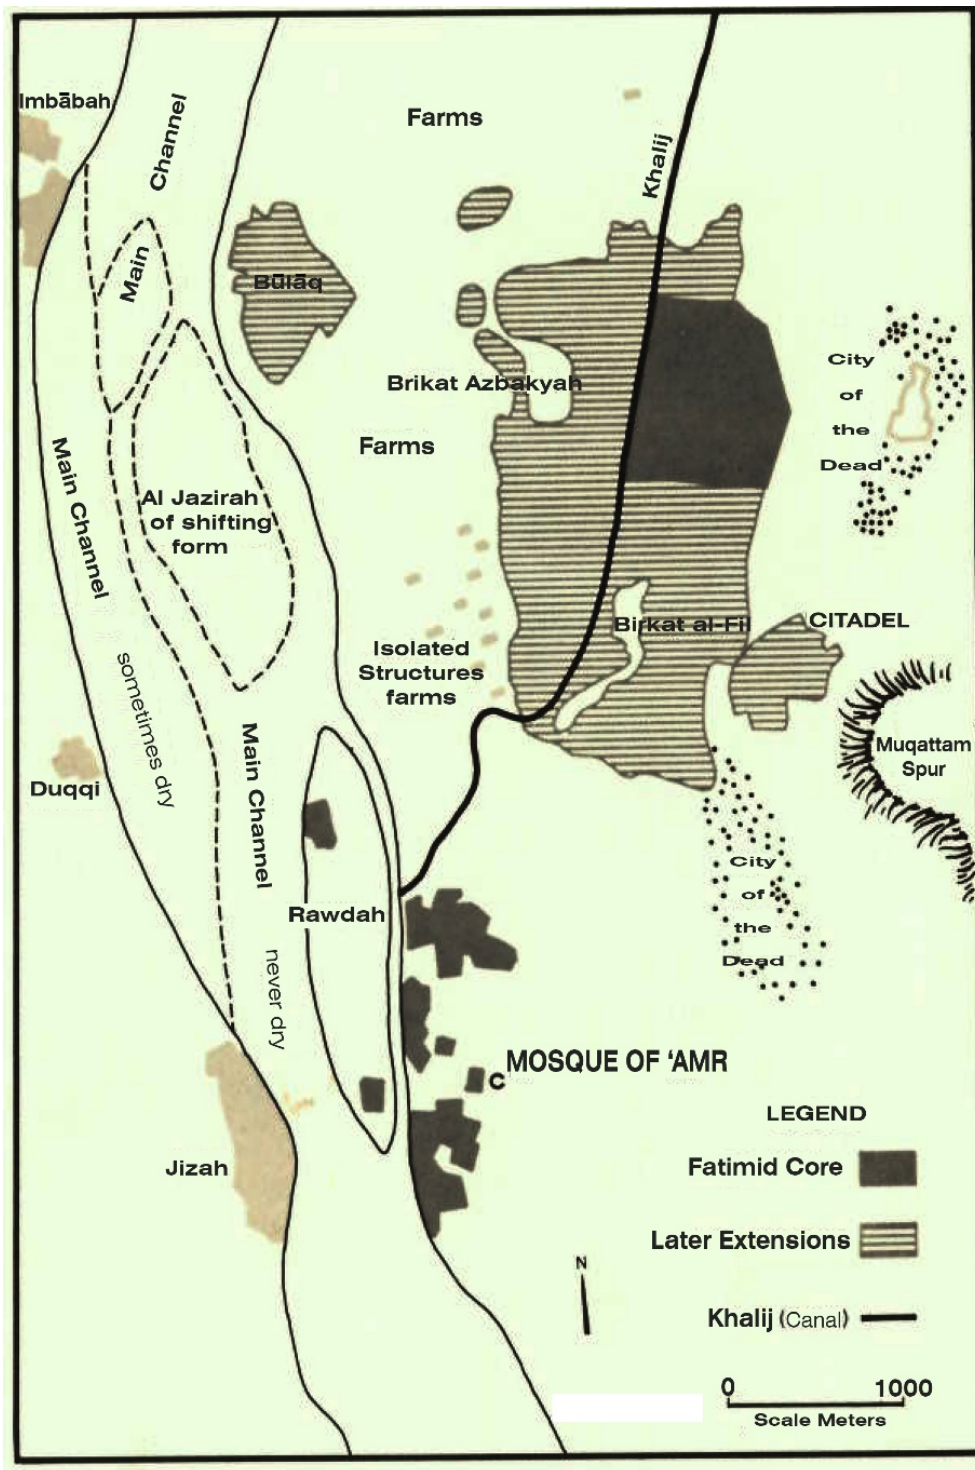 Imbābah
Channel
Main
Farms
Khalij
Būlāq
Brikat Azbakyah
City
of
the
Dead
Farms
Main Channel
Al Jazirah
of shifting
form
Birkat al-Fil
CITADEL
Isolated
Structures
farms
sometimes dry
Main Channel
Muqattam
Spur
Duqqi
City
of
the
Dead
Rawdah
never dry
MOSQUE OF ‘AMR
C
Jizah
LEGEND
Fatimid Core
Later Extensions
Khalij (Canal)
N
0 1000
Scale Meters